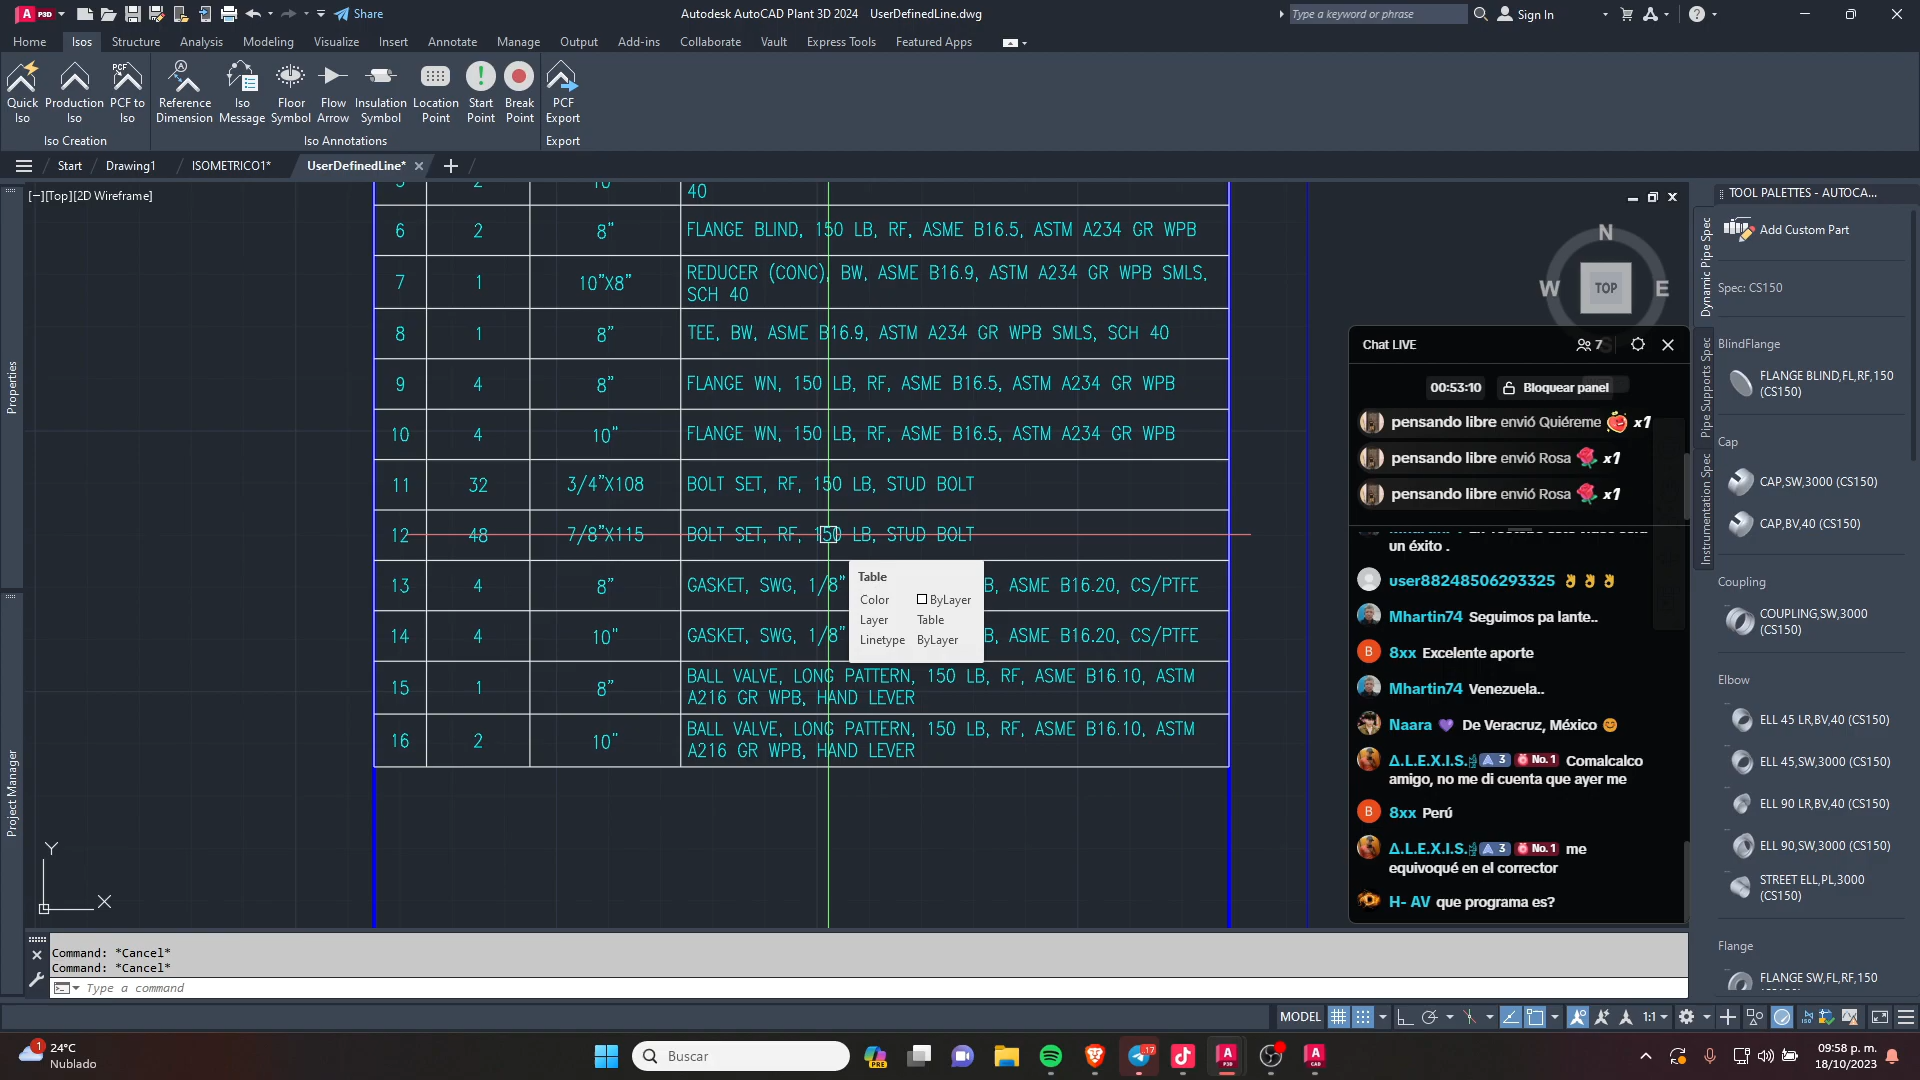 P3D
Share
Autodesk AutoCAD Plant 3D 2024 UserDefinedLine.dwg
Type a keyword or phrase
Sign In
Home
Isos
Structure
Analysis
Modeling
Visualize
Insert
Annotate
Manage
Output
Add-ins
Collaborate
Vault
Express Tools
Featured Apps
Quick Iso
Production Iso
PCF to Iso
Reference Dimension
Iso Message
Floor Symbol
Flow Arrow
Insulation Symbol
Location Point
Start Point
Break Point
PCF Export
Iso Creation
Iso Annotations
Export
Start
Drawing1
ISOMETRICO1*
UserDefinedLine*
[−][Top][2D Wireframe]
Properties
Project Manager
40
6 2 8" FLANGE BLIND, 150 LB, RF, ASME B16.5, ASTM A234 GR WPB
7 1 10"X8" REDUCER (CONC), BW, ASME B16.9, ASTM A234 GR WPB SMLS,
SCH 40
8 1 8" TEE, BW, ASME B16.9, ASTM A234 GR WPB SMLS, SCH 40
9 4 8" FLANGE WN, 150 LB, RF, ASME B16.5, ASTM A234 GR WPB
10 4 10" FLANGE WN, 150 LB, RF, ASME B16.5, ASTM A234 GR WPB
11 32 3/4"X108 BOLT SET, RF, 150 LB, STUD BOLT
12 48 7/8"X115 BOLT SET, RF, 150 LB, STUD BOLT
13 4 8" GASKET, SWG, 1/8" B, ASME B16.20, CS/PTFE
14 4 10" GASKET, SWG, 1/8" B, ASME B16.20, CS/PTFE
15 1 8" BALL VALVE, LONG PATTERN, 150 LB, RF, ASME B16.10, ASTM
A216 GR WPB, HAND LEVER
16 2 10" BALL VALVE, LONG PATTERN, 150 LB, RF, ASME B16.10, ASTM
A216 GR WPB, HAND LEVER
Table
Color ByLayer
Layer Table
Linetype ByLayer
Y
X
N
W TOP E
S
Chat LIVE 7
00:53:10 Bloquear panel
pensando libre envió Quiéreme x1
pensando libre envió Rosa x1
pensando libre envió Rosa x1
un éxito .
user88248506293325 👌👌👌
Mhartin74 Seguimos pa lante..
B 8xx Excelente aporte
Mhartin74 Venezuela..
Naara 💜 De Veracruz, México 😊
Δ.L.E.X.I.S. 3 No. 1 Comalcalco
amigo, no me di cuenta que ayer me
B 8xx Perú
Δ.L.E.X.I.S. 3 No. 1 me
equivoqué en el corrector
H- AV que programa es?
TOOL PALETTES - AUTOCA...
Dynamic Pipe Spec
Pipe Supports Spec
Instrumentation Spec
Add Custom Part
Spec: CS150
BlindFlange
FLANGE BLIND,FL,RF,150
(CS150)
Cap
CAP,SW,3000 (CS150)
CAP,BV,40 (CS150)
Coupling
COUPLING,SW,3000
(CS150)
Elbow
ELL 45 LR,BV,40 (CS150)
ELL 45,SW,3000 (CS150)
ELL 90 LR,BV,40 (CS150)
ELL 90,SW,3000 (CS150)
STREET ELL,PL,3000
(CS150)
Flange
FLANGE SW,FL,RF,150
Command: *Cancel*
Command: *Cancel*
Type a command
MODEL 1:1
1
24°C
Nublado
Buscar
PRE
17
P3D
CAD
09:58 p. m.
18/10/2023